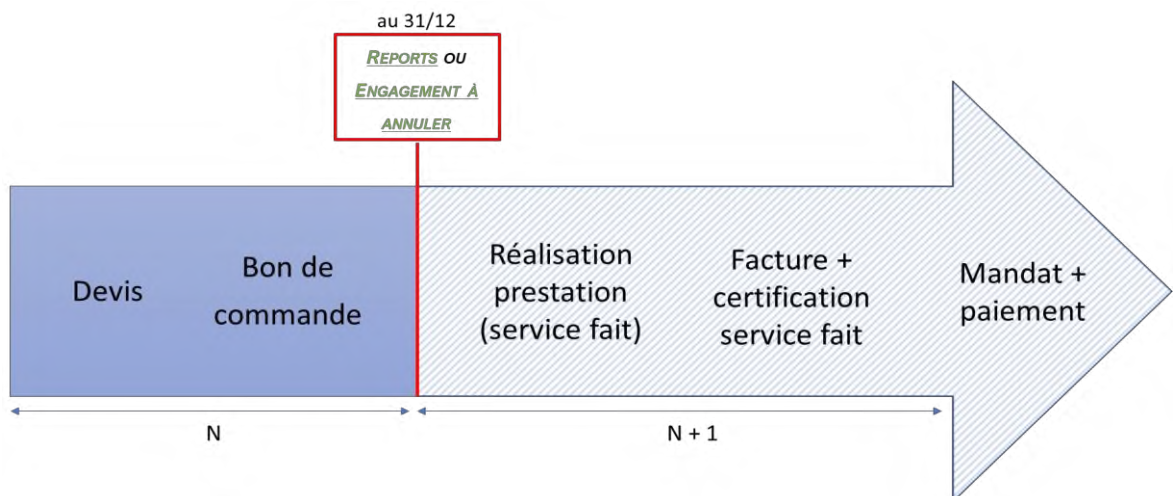 au 31/12
REPORTS OU
ENGAGEMENT À
ANNULER
Devis
Bon de
commande
Réalisation
prestation
(service fait)
Facture +
certification
service fait
Mandat +
paiement
N
N + 1